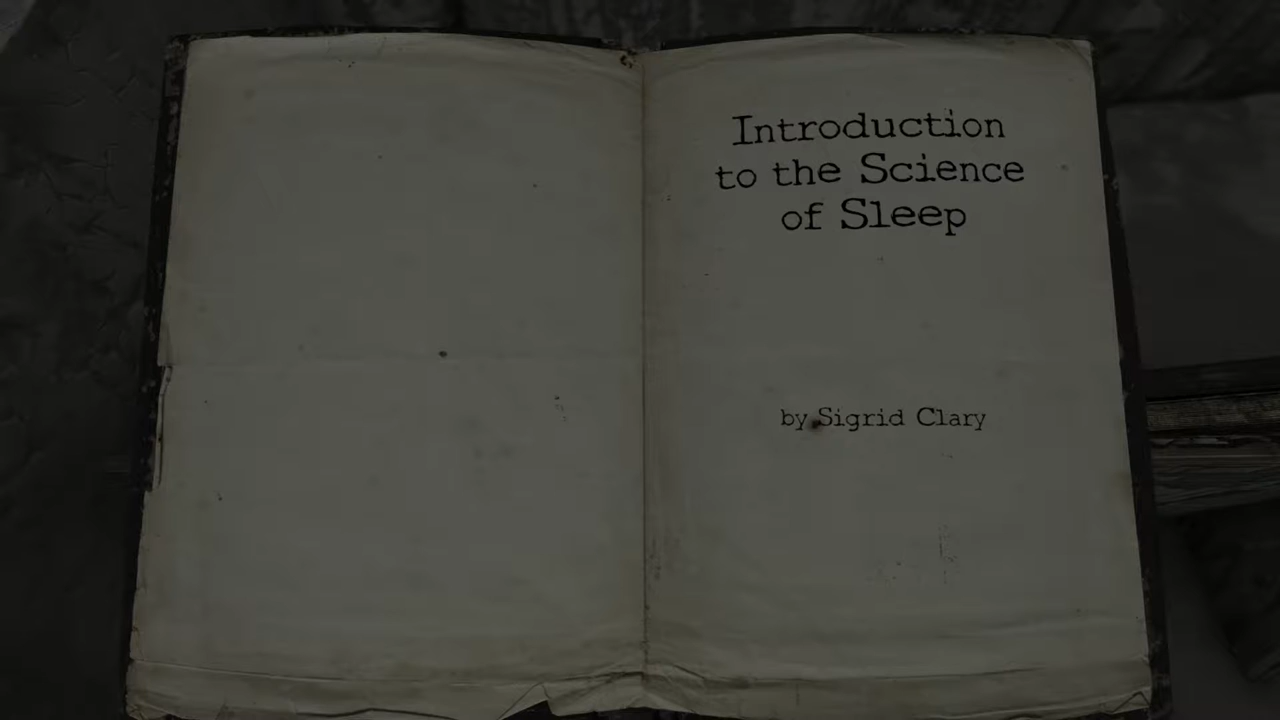 Introduction
to the Science
of Sleep
by Sigrid Clary